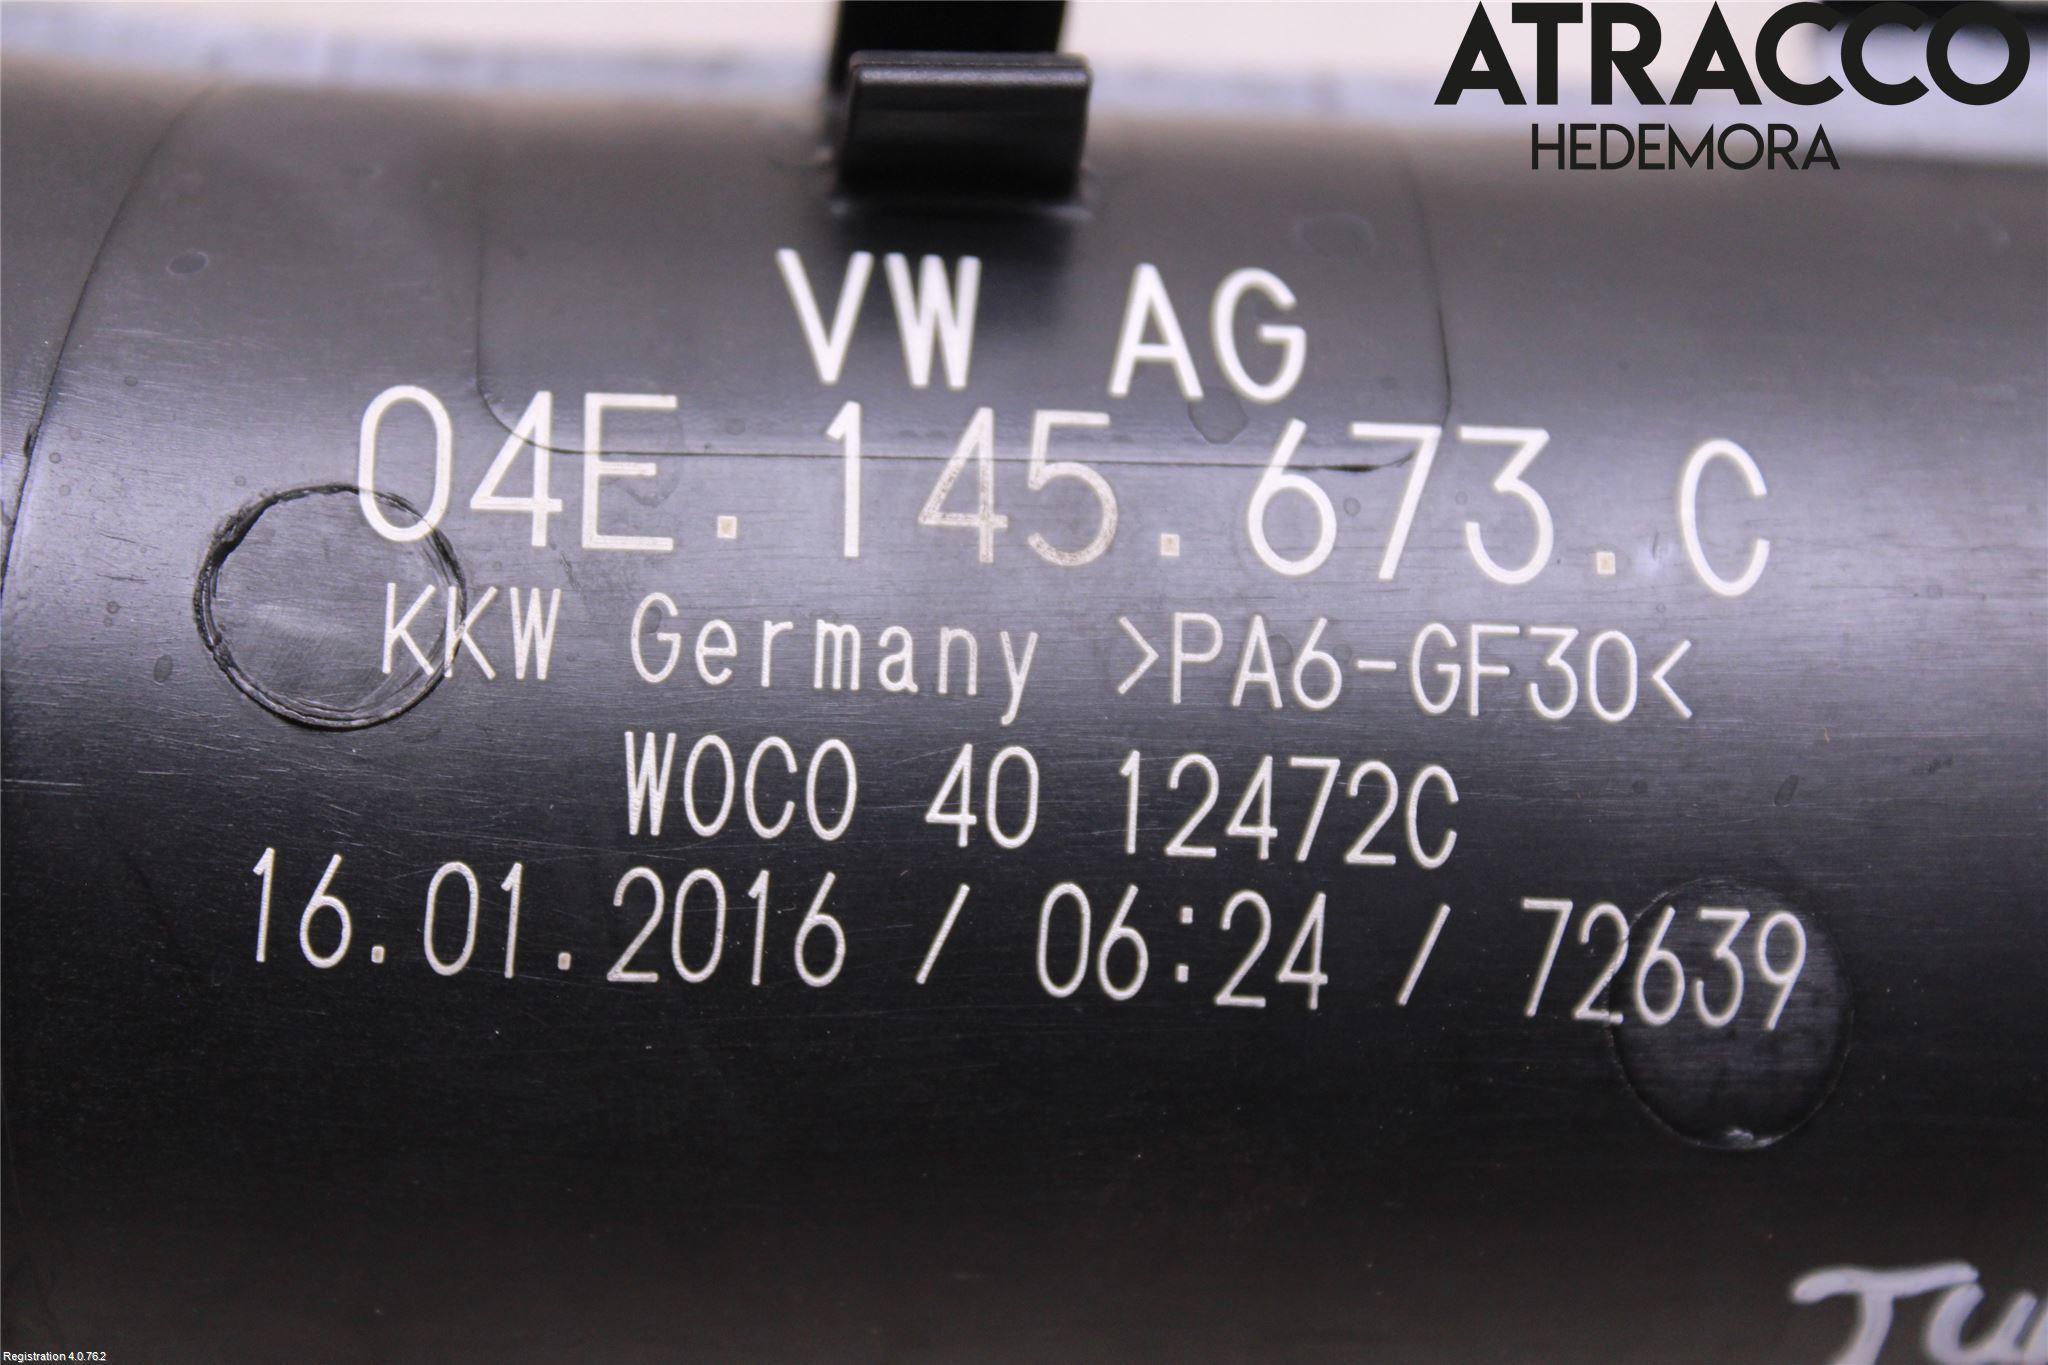 ATRACCO
HEDEMORA
VW AG
04E.145.673.C
KKW Germany >PA6-GF30<
WOCO 40 12472C
16.01.2016 / 06:24 / 72639
Registration 4.0.76.2